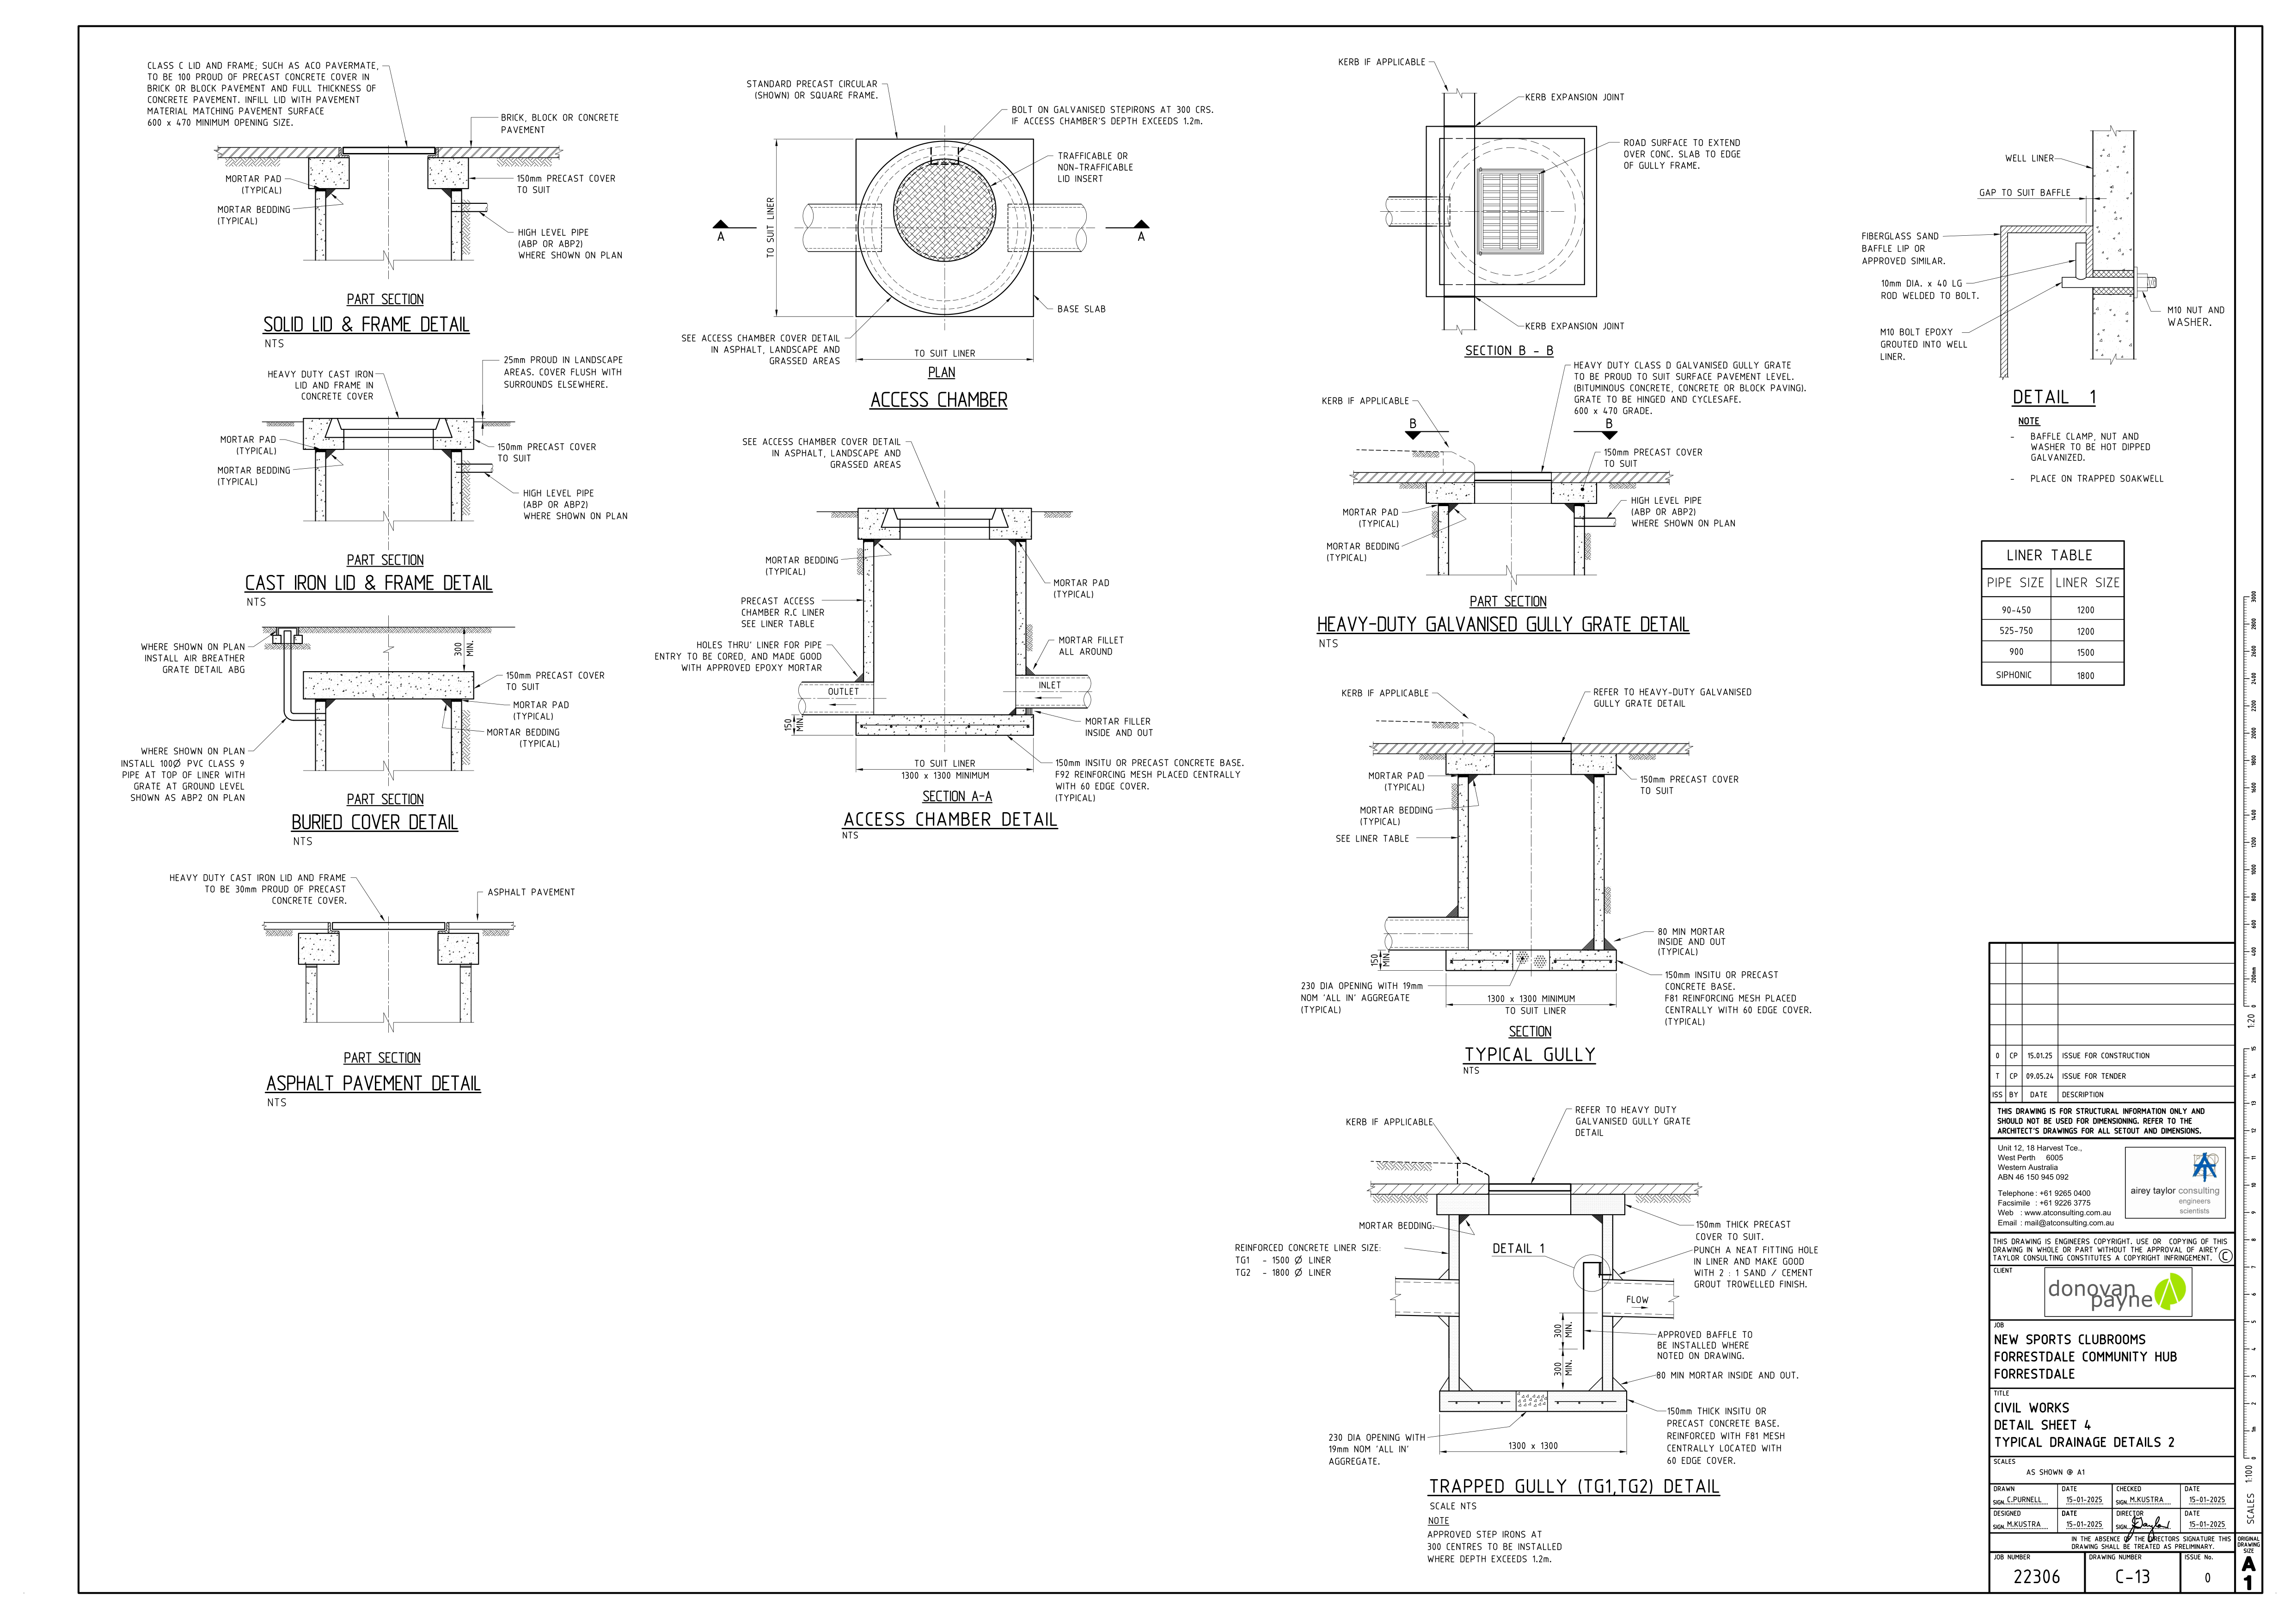 CLASS C LID AND FRAME; SUCH AS ACO PAVERMATE,
TO BE 100 PROUD OF PRECAST CONCRETE COVER IN
BRICK OR BLOCK PAVEMENT AND FULL THICKNESS OF
CONCRETE PAVEMENT. INFILL LID WITH PAVEMENT
MATERIAL MATCHING PAVEMENT SURFACE
600 x 470 MINIMUM OPENING SIZE.
BRICK, BLOCK OR CONCRETE
PAVEMENT
MORTAR PAD
(TYPICAL)
150mm PRECAST COVER
TO SUIT
MORTAR BEDDING
(TYPICAL)
HIGH LEVEL PIPE
(ABP OR ABP2)
WHERE SHOWN ON PLAN
PART SECTION
SOLID LID & FRAME DETAIL
NTS
25mm PROUD IN LANDSCAPE
AREAS. COVER FLUSH WITH
SURROUNDS ELSEWHERE.
HEAVY DUTY CAST IRON
LID AND FRAME IN
CONCRETE COVER
MORTAR PAD
(TYPICAL)
150mm PRECAST COVER
TO SUIT
MORTAR BEDDING
(TYPICAL)
HIGH LEVEL PIPE
(ABP OR ABP2)
WHERE SHOWN ON PLAN
PART SECTION
CAST IRON LID & FRAME DETAIL
NTS
WHERE SHOWN ON PLAN
INSTALL AIR BREATHER
GRATE DETAIL ABG
300
MIN.
150mm PRECAST COVER
TO SUIT
MORTAR PAD
(TYPICAL)
MORTAR BEDDING
(TYPICAL)
WHERE SHOWN ON PLAN
INSTALL 100Ø PVC CLASS 9
PIPE AT TOP OF LINER WITH
GRATE AT GROUND LEVEL
SHOWN AS ABP2 ON PLAN
PART SECTION
BURIED COVER DETAIL
NTS
HEAVY DUTY CAST IRON LID AND FRAME
TO BE 30mm PROUD OF PRECAST
CONCRETE COVER.
ASPHALT PAVEMENT
PART SECTION
ASPHALT PAVEMENT DETAIL
NTS
STANDARD PRECAST CIRCULAR
(SHOWN) OR SQUARE FRAME.
BOLT ON GALVANISED STEPIRONS AT 300 CRS.
IF ACCESS CHAMBER'S DEPTH EXCEEDS 1.2m.
TRAFFICABLE OR
NON-TRAFFICABLE
LID INSERT
TO SUIT LINER
A
A
BASE SLAB
SEE ACCESS CHAMBER COVER DETAIL
IN ASPHALT, LANDSCAPE AND
GRASSED AREAS
TO SUIT LINER
PLAN
ACCESS CHAMBER
SEE ACCESS CHAMBER COVER DETAIL
IN ASPHALT, LANDSCAPE AND
GRASSED AREAS
MORTAR BEDDING
(TYPICAL)
MORTAR PAD
(TYPICAL)
PRECAST ACCESS
CHAMBER R.C LINER
SEE LINER TABLE
HOLES THRU' LINER FOR PIPE
ENTRY TO BE CORED, AND MADE GOOD
WITH APPROVED EPOXY MORTAR
MORTAR FILLET
ALL AROUND
OUTLET
INLET
150
MIN.
MORTAR FILLER
INSIDE AND OUT
TO SUIT LINER
1300 x 1300 MINIMUM
150mm INSITU OR PRECAST CONCRETE BASE.
F92 REINFORCING MESH PLACED CENTRALLY
WITH 60 EDGE COVER.
(TYPICAL)
SECTION A-A
ACCESS CHAMBER DETAIL
NTS
KERB IF APPLICABLE
KERB EXPANSION JOINT
ROAD SURFACE TO EXTEND
OVER CONC. SLAB TO EDGE
OF GULLY FRAME.
KERB EXPANSION JOINT
SECTION B - B
HEAVY DUTY CLASS D GALVANISED GULLY GRATE
TO BE PROUD TO SUIT SURFACE PAVEMENT LEVEL.
(BITUMINOUS CONCRETE, CONCRETE OR BLOCK PAVING).
GRATE TO BE HINGED AND CYCLESAFE.
600 x 470 GRADE.
KERB IF APPLICABLE
B
B
150mm PRECAST COVER
TO SUIT
HIGH LEVEL PIPE
(ABP OR ABP2)
WHERE SHOWN ON PLAN
MORTAR PAD
(TYPICAL)
MORTAR BEDDING
(TYPICAL)
PART SECTION
HEAVY-DUTY GALVANISED GULLY GRATE DETAIL
NTS
KERB IF APPLICABLE
REFER TO HEAVY-DUTY GALVANISED
GULLY GRATE DETAIL
MORTAR PAD
(TYPICAL)
150mm PRECAST COVER
TO SUIT
MORTAR BEDDING
(TYPICAL)
SEE LINER TABLE
80 MIN MORTAR
INSIDE AND OUT
(TYPICAL)
150
MIN.
150mm INSITU OR PRECAST
CONCRETE BASE.
F81 REINFORCING MESH PLACED
CENTRALLY WITH 60 EDGE COVER.
(TYPICAL)
230 DIA OPENING WITH 19mm
NOM 'ALL IN' AGGREGATE
(TYPICAL)
1300 x 1300 MINIMUM
TO SUIT LINER
SECTION
TYPICAL GULLY
NTS
REFER TO HEAVY DUTY
GALVANISED GULLY GRATE
DETAIL
KERB IF APPLICABLE
MORTAR BEDDING.
150mm THICK PRECAST
COVER TO SUIT.
REINFORCED CONCRETE LINER SIZE:
TG1 - 1500 Ø LINER
TG2 - 1800 Ø LINER
DETAIL 1
PUNCH A NEAT FITTING HOLE
IN LINER AND MAKE GOOD
WITH 2 : 1 SAND / CEMENT
GROUT TROWELLED FINISH.
FLOW
300
MIN.
300
MIN.
APPROVED BAFFLE TO
BE INSTALLED WHERE
NOTED ON DRAWING.
80 MIN MORTAR INSIDE AND OUT.
150mm THICK INSITU OR
PRECAST CONCRETE BASE.
REINFORCED WITH F81 MESH
CENTRALLY LOCATED WITH
60 EDGE COVER.
230 DIA OPENING WITH
19mm NOM 'ALL IN'
AGGREGATE.
1300 x 1300
TRAPPED GULLY (TG1,TG2) DETAIL
SCALE NTS
NOTE
APPROVED STEP IRONS AT
300 CENTRES TO BE INSTALLED
WHERE DEPTH EXCEEDS 1.2m.
WELL LINER
GAP TO SUIT BAFFLE
FIBERGLASS SAND
BAFFLE LIP OR
APPROVED SIMILAR.
10mm DIA. x 40 LG
ROD WELDED TO BOLT.
M10 NUT AND
WASHER.
M10 BOLT EPOXY
GROUTED INTO WELL
LINER.
DETAIL 1
NOTE
- BAFFLE CLAMP, NUT AND
WASHER TO BE HOT DIPPED
GALVANIZED.
- PLACE ON TRAPPED SOAKWELL
LINER TABLE
PIPE SIZE LINER SIZE
90-450 1200
525-750 1200
900 1500
SIPHONIC 1800
0 CP 15.01.25 ISSUE FOR CONSTRUCTION
T CP 09.05.24 ISSUE FOR TENDER
ISS BY DATE DESCRIPTION
THIS DRAWING IS FOR STRUCTURAL INFORMATION ONLY AND
SHOULD NOT BE USED FOR DIMENSIONING. REFER TO THE
ARCHITECT'S DRAWINGS FOR ALL SETOUT AND DIMENSIONS.
Unit 12, 18 Harvest Tce.,
West Perth 6005
Western Australia
ABN 46 150 945 092
Telephone : +61 9265 0400
Facsimile : +61 9226 3775
Web : www.atconsulting.com.au
Email : mail@atconsulting.com.au
airey taylor consulting
engineers
scientists
THIS DRAWING IS ENGINEERS COPYRIGHT. USE OR COPYING OF THIS
DRAWING IN WHOLE OR PART WITHOUT THE APPROVAL OF AIREY
TAYLOR CONSULTING CONSTITUTES A COPYRIGHT INFRINGEMENT. ©
CLIENT
donovan
payne
JOB
NEW SPORTS CLUBROOMS
FORRESTDALE COMMUNITY HUB
FORRESTDALE
TITLE
CIVIL WORKS
DETAIL SHEET 4
TYPICAL DRAINAGE DETAILS 2
SCALES
AS SHOWN @ A1
DRAWN DATE CHECKED DATE
SIGN. C.PURNELL 15-01-2025 SIGN. M.KUSTRA 15-01-2025
DESIGNED DATE DIRECTOR DATE
SIGN. M.KUSTRA 15-01-2025 SIGN. 15-01-2025
IN THE ABSENCE OF THE DIRECTORS SIGNATURE THIS
DRAWING SHALL BE TREATED AS PRELIMINARY.
JOB NUMBER DRAWING NUMBER ISSUE No.
22306 C-13 0
ORIGINAL
DRAWING
SIZE
A
1
SCALES 1:100
0 1m 2 3 4 5 6 7 8 9 10 11 12 13 14 15
1:20
0 200mm 400 600 800 1000 1200 1400 1600 1800 2000 2200 2400 2600 2800 3000